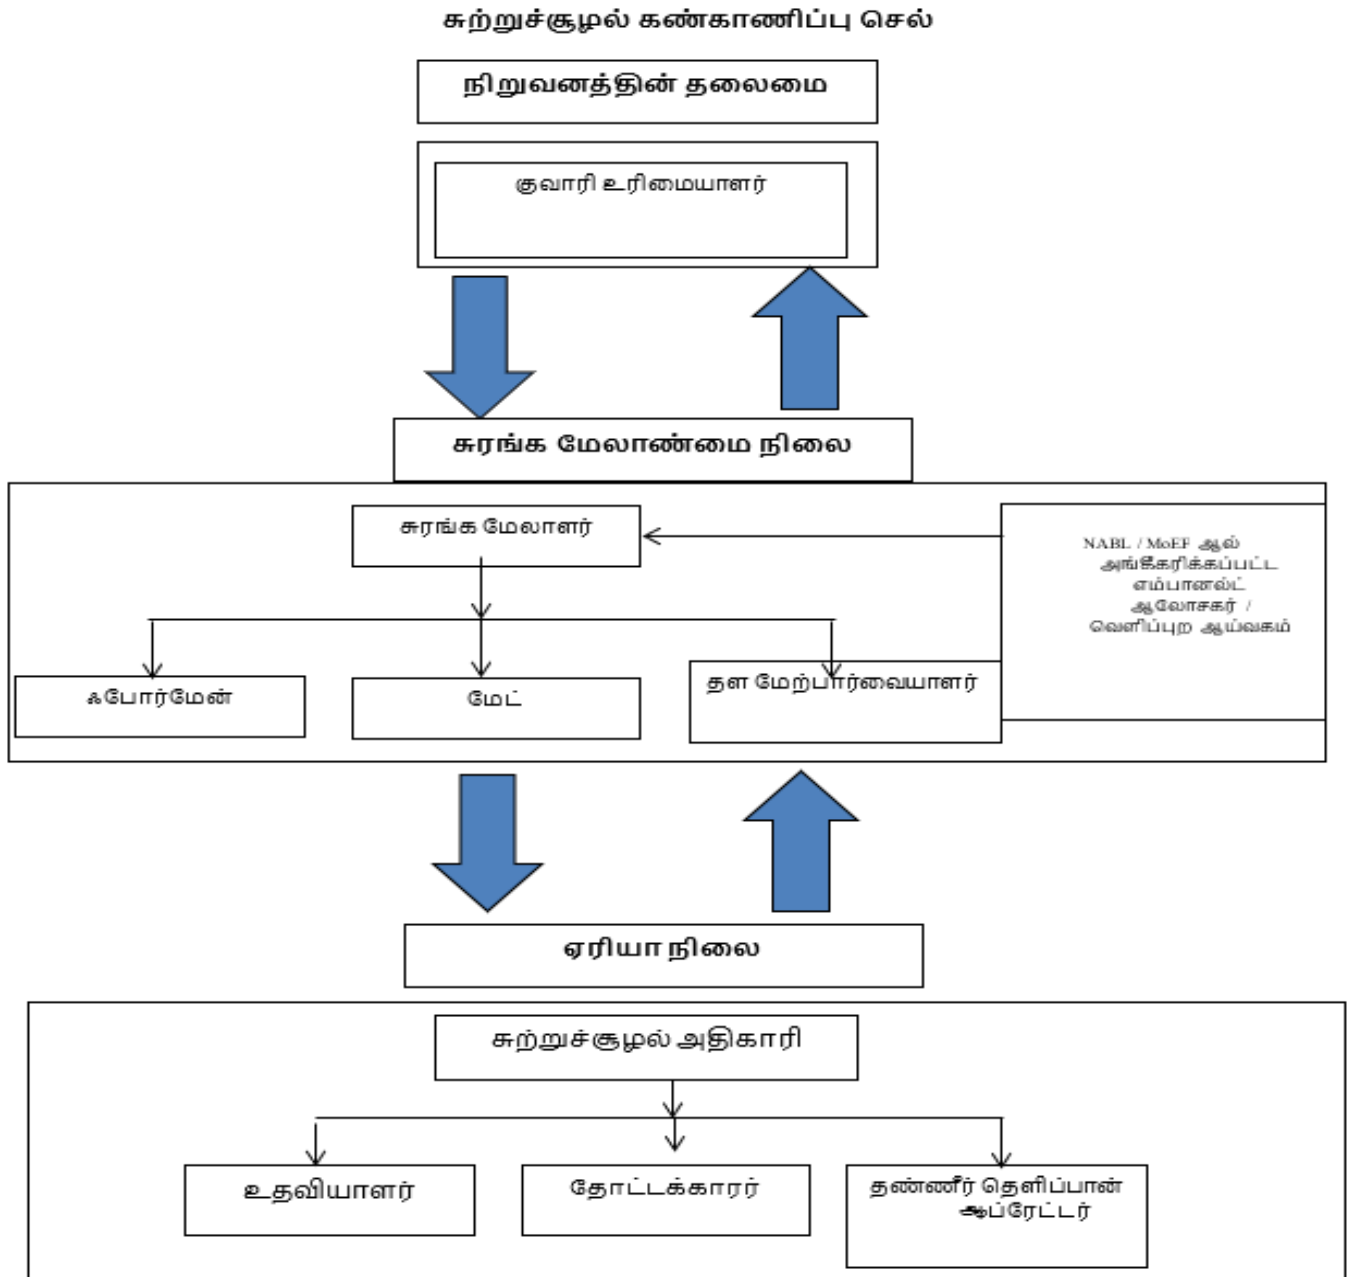 சுற்றுச்சூழல் கண்காணிப்பு செல்
நிறுவனத்தின் தலைமை
குவாரி உரிமையாளர்
சுரங்க மேலாண்மை நிலை
சுரங்க மேலாளர்
NABL / MoEF ஆல்
அங்கீகரிக்கப்பட்ட
எம்பானல்ட்
ஆலோசகர் /
வெளிப்புற ஆய்வகம்
ஃபோர்மேன்
மேட்
தள மேற்பார்வையாளர்
ஏரியா நிலை
சுற்றுச்சூழல் அதிகாரி
உதவியாளர்
தோட்டக்காரர்
தண்ணீர் தெளிப்பான்
ஆப்ரேட்டர்